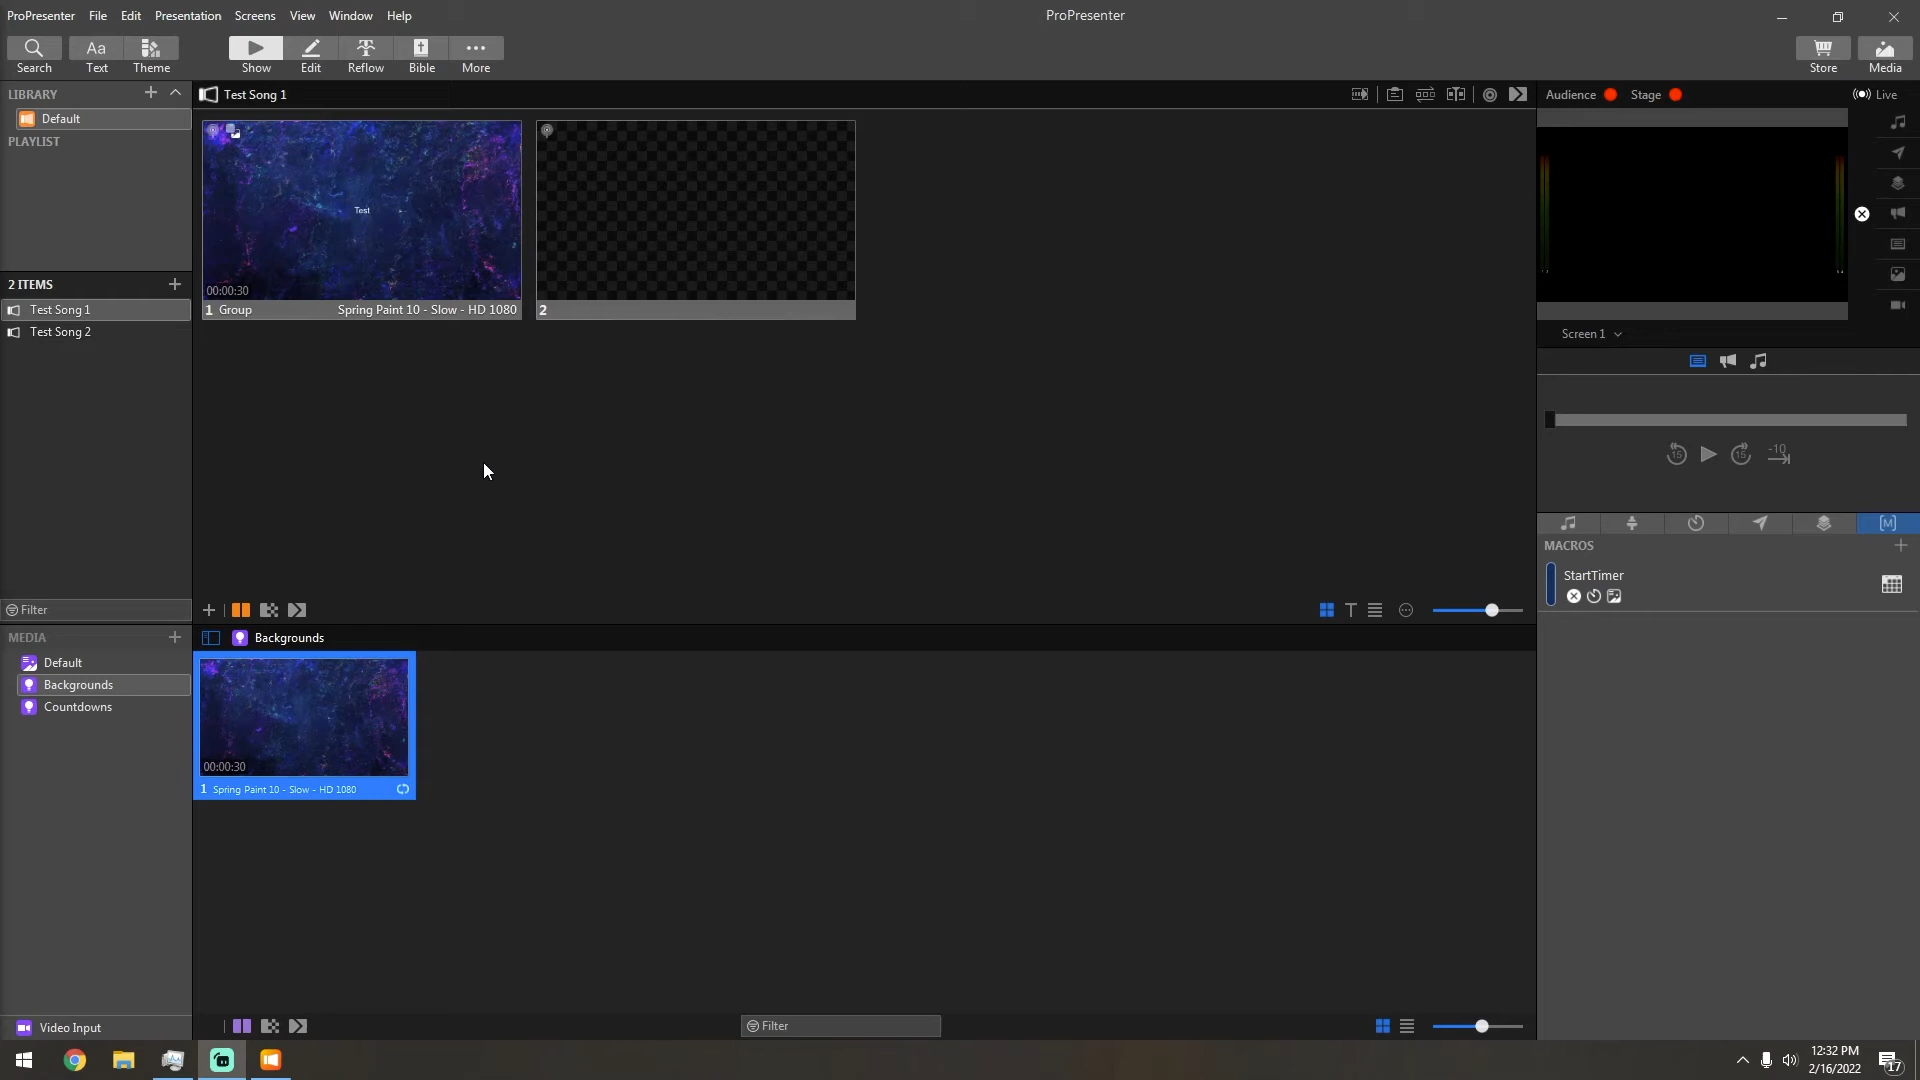 ProPresenter File Edit Presentation Screens View Window Help
ProPresenter
Search Text Theme Show Edit Reflow Bible More Store Media
Aa
LIBRARY
Default
PLAYLIST
2 ITEMS
Test Song 1
Test Song 2
Filter
MEDIA
Default
Backgrounds
Countdowns
Video Input
Test Song 1
Test
00:00:30
1 Group Spring Paint 10 - Slow - HD 1080
2
Backgrounds
00:00:30
1 Spring Paint 10 - Slow - HD 1080
Filter
Audience Stage Live
Screen 1
15 15 -10
MACROS
StartTimer
12:32 PM
2/16/2022
17